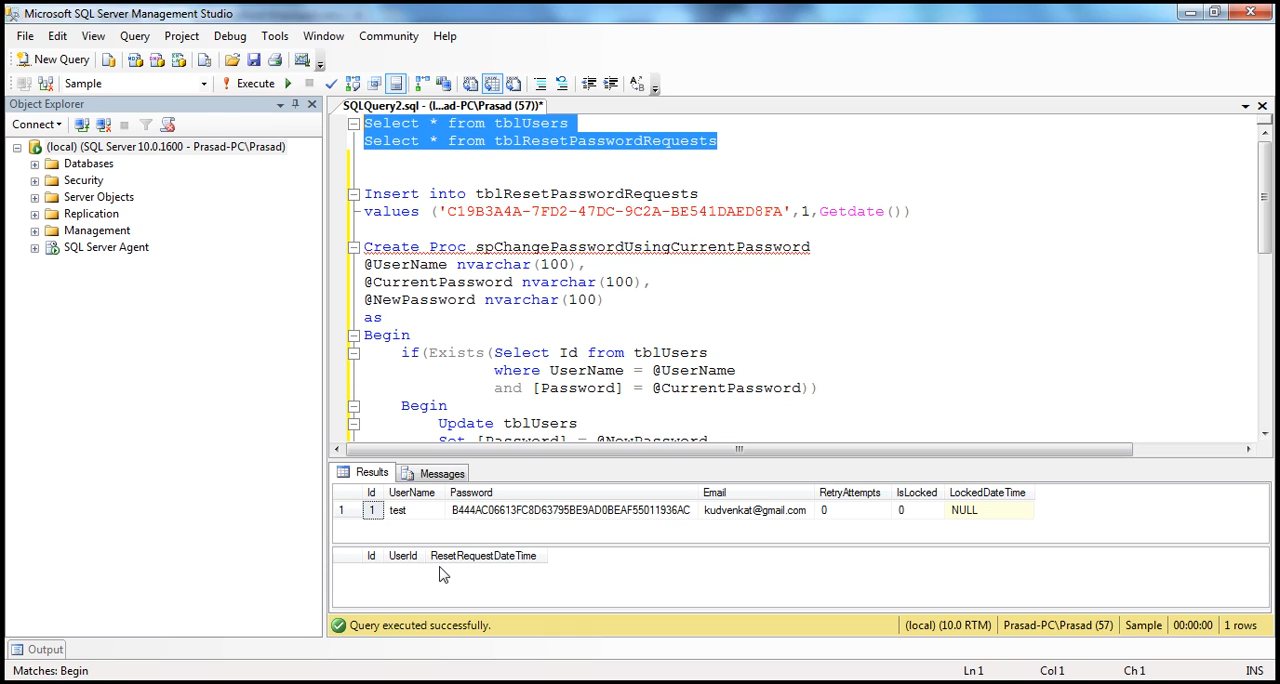 Microsoft SQL Server Management Studio
File Edit View Query Project Debug Tools Window Community Help
New Query
Sample Execute
Object Explorer
SQLQuery2.sql - (l...ad-PC\Prasad (57))*
Connect
(local) (SQL Server 10.0.1600 - Prasad-PC\Prasad)
Databases
Security
Server Objects
Replication
Management
SQL Server Agent
Select * from tblUsers
Select * from tblResetPasswordRequests
Insert into tblResetPasswordRequests
values ('C19B3A4A-7FD2-47DC-9C2A-BE541DAED8FA',1,Getdate())
Create Proc spChangePasswordUsingCurrentPassword
@UserName nvarchar(100),
@CurrentPassword nvarchar(100),
@NewPassword nvarchar(100)
as
Begin
if(Exists(Select Id from tblUsers
where UserName = @UserName
and [Password] = @CurrentPassword))
Begin
Update tblUsers
Set [Password] = @NewPassword
Results Messages
Id UserName Password Email RetryAttempts IsLocked LockedDateTime
1 1 test B444AC06613FC8D63795BE9AD0BEAF55011936AC kudvenkat@gmail.com 0 0 NULL
Id UserId ResetRequestDateTime
Query executed successfully. (local) (10.0 RTM) Prasad-PC\Prasad (57) Sample 00:00:00 1 rows
Output
Matches: Begin Ln 1 Col 1 Ch 1 INS